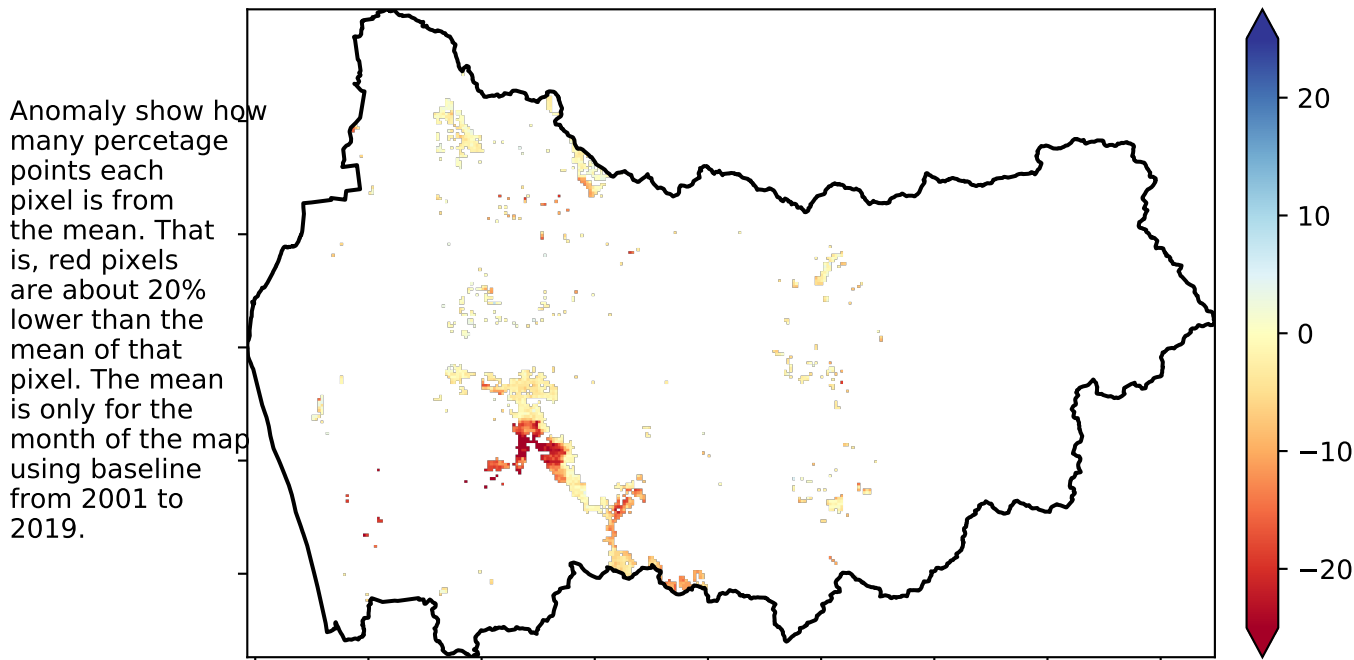 Anomaly show how
many percetage
points each
pixel is from
the mean. That
is, red pixels
are about 20%
lower than the
mean of that
pixel. The mean
is only for the
month of the map
using baseline
from 2001 to
2019.
20
10
0
−10
−20